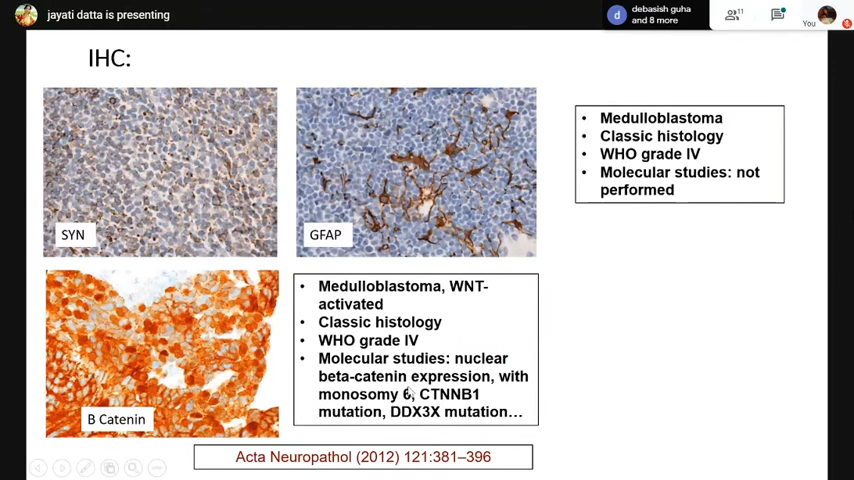 jayati datta is presenting
d
debasish guha
and 8 more
11
You
IHC:
SYN
GFAP
• Medulloblastoma
• Classic histology
• WHO grade IV
• Molecular studies: not
performed
B Catenin
• Medulloblastoma, WNT-
activated
• Classic histology
• WHO grade IV
• Molecular studies: nuclear
beta-catenin expression, with
monosomy 6, CTNNB1
mutation, DDX3X mutation…
Acta Neuropathol (2012) 121:381–396